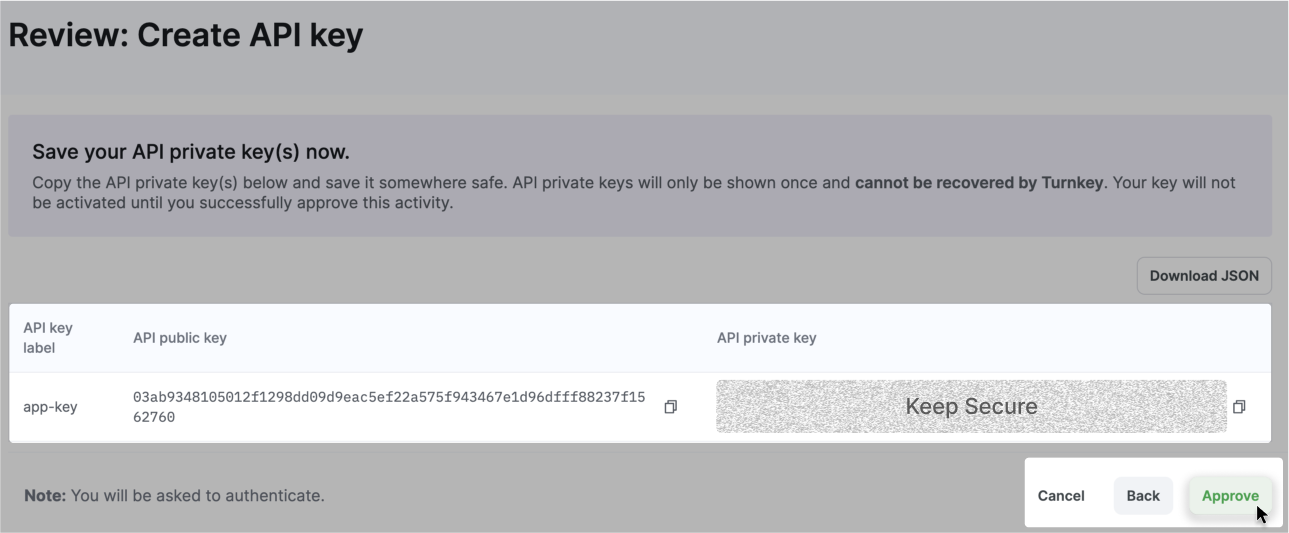 Review: Create API key
Save your API private key(s) now.
Copy the API private key(s) below and save it somewhere safe. API private keys will only be shown once and cannot be recovered by Turnkey. Your key will not
be activated until you successfully approve this activity.
Download JSON
API key
label
API public key
API private key
app-key
03ab9348105012f1298dd09d9eac5ef22a575f943467e1d96dfff88237f15
62760
Keep Secure
Note: You will be asked to authenticate.
Cancel
Back
Approve